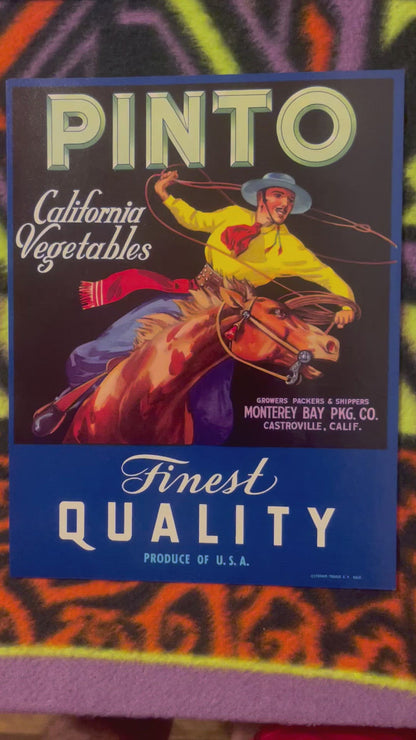 PINTO
California
Vegetables
GROWERS PACKERS & SHIPPERS
MONTEREY BAY PKG. CO.
CASTROVILLE, CALIF.
Finest
QUALITY
PRODUCE OF U.S.A.